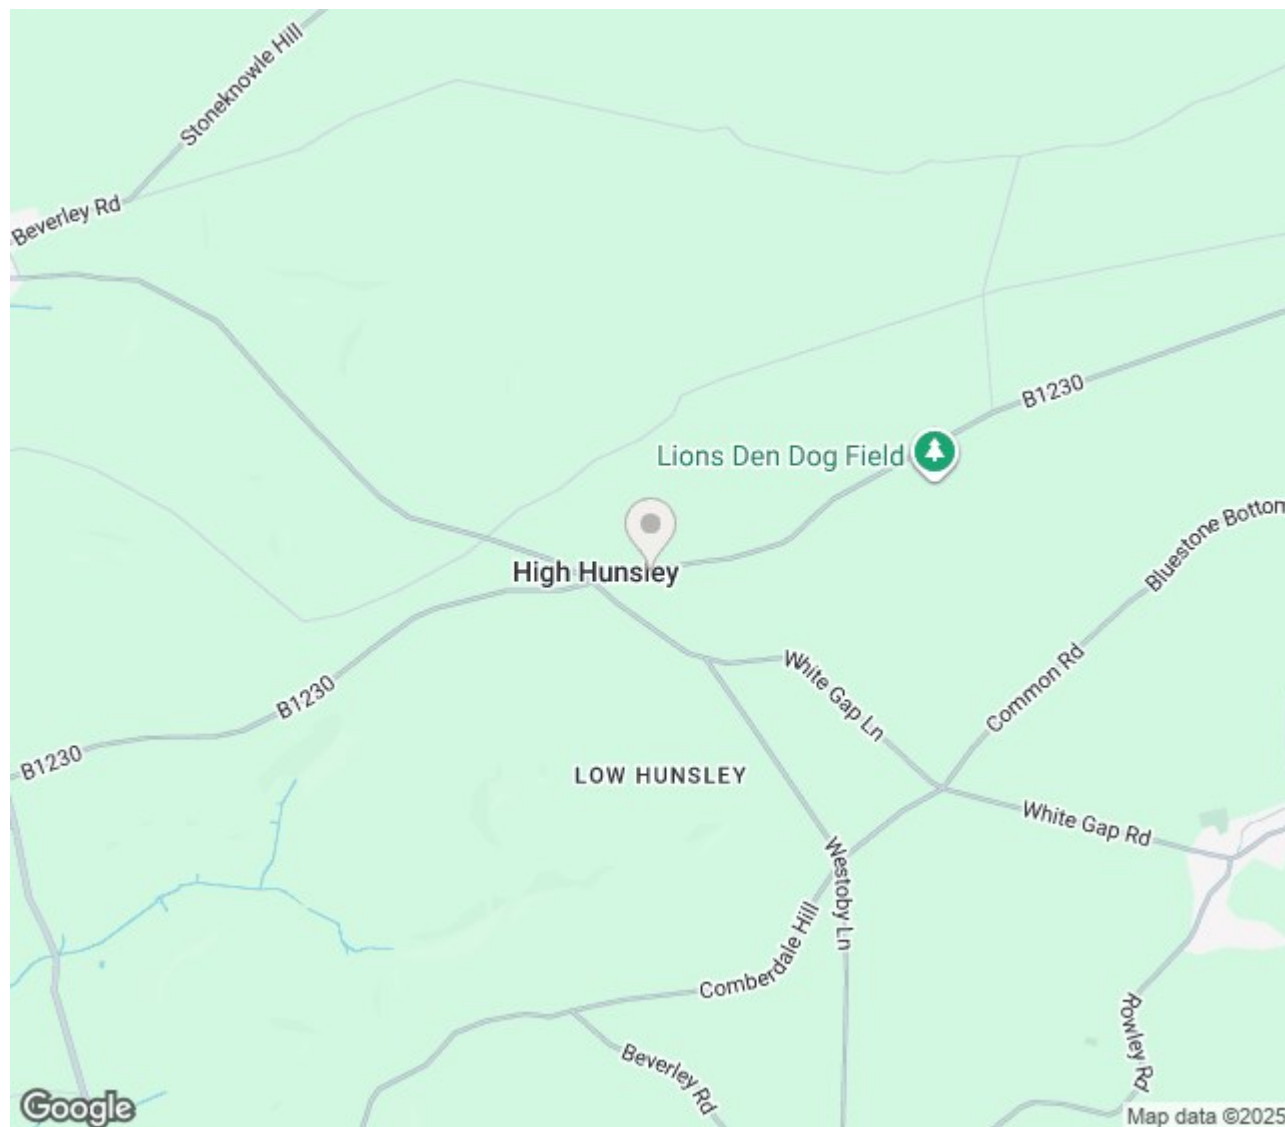 Stoneknowle Hill
Beverley Rd
B1230
Lions Den Dog Field
Bluestone Bottom
High Hunsley
White Gap Ln
Common Rd
B1230
B1230
LOW HUNSLEY
White Gap Rd
Westoby Ln
Comberdale Hill
Rowley Rd
Beverley Rd
Google
Map data ©2025